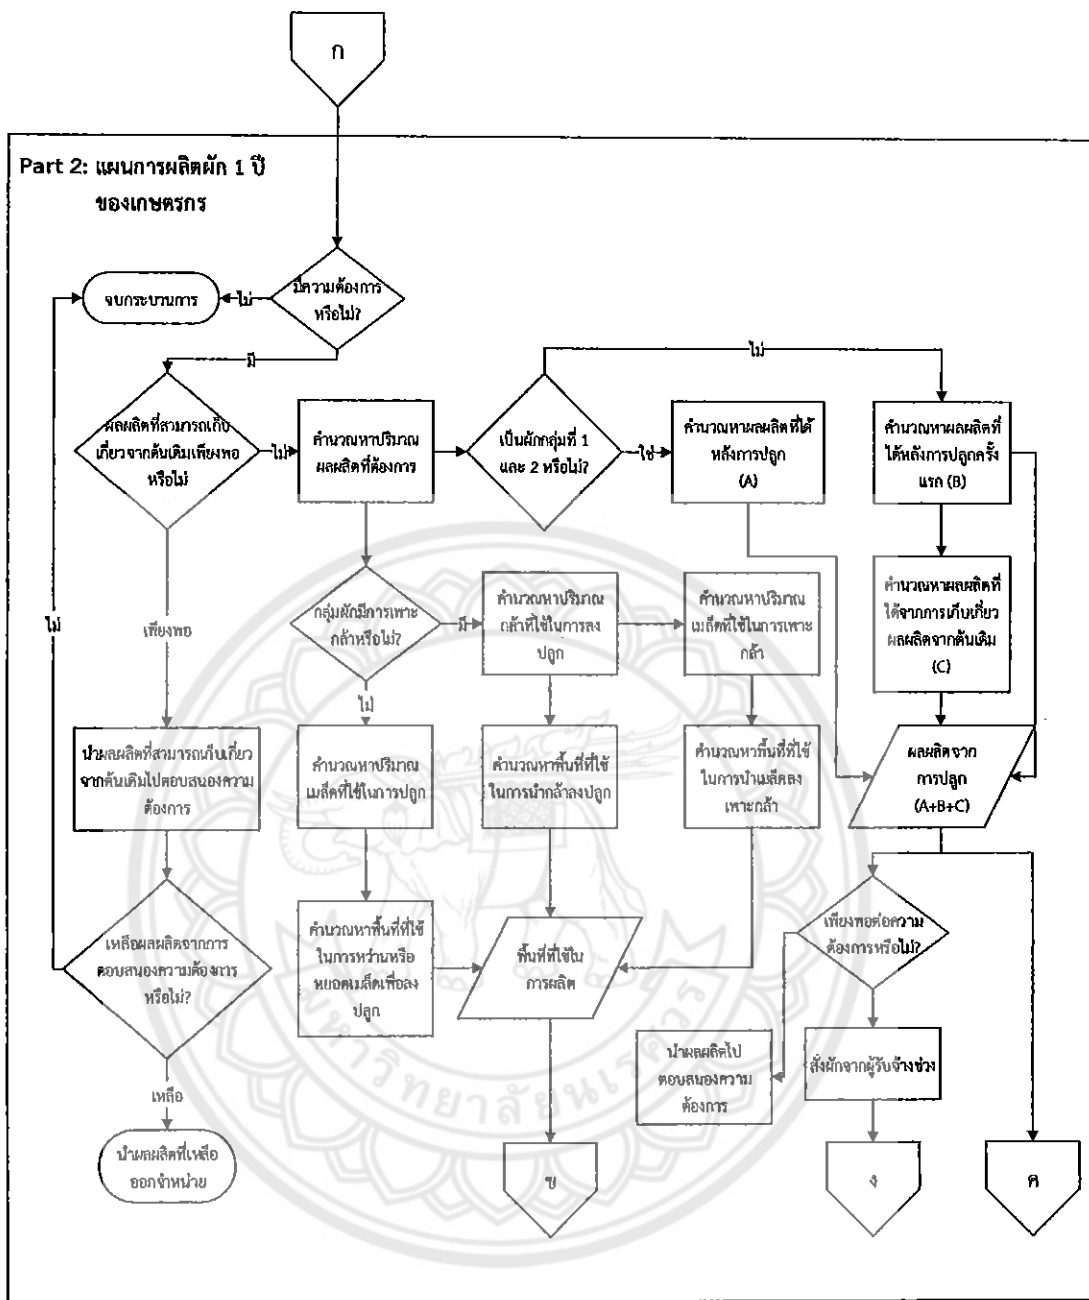 ก
Part 2: แผนการผลิตผัก 1 ปี
ของเกษตรกร
มีความต้องการ
หรือไม่?
ไม่
จบกระบวนการ
มี
ไม่
ผลผลิตที่สามารถเก็บ
เกี่ยวจากต้นเดิมเพียงพอ
หรือไม่
ไม่
คำนวณหาปริมาณ
ผลผลิตที่ต้องการ
เป็นผักกลุ่มที่ 1
และ 2 หรือไม่?
ใช่
คำนวณหาผลผลิตที่ได้
หลังการปลูก
(A)
คำนวณหาผลผลิตที่
ได้หลังการปลูกครั้ง
แรก (B)
เพียงพอ
กลุ่มผักมีการเพาะ
กล้าหรือไม่?
มี
คำนวณหาปริมาณ
กล้าที่ใช้ในการลง
ปลูก
คำนวณหาปริมาณ
เมล็ดที่ใช้ในการเพาะ
กล้า
คำนวณหาผลผลิตที่
ได้จากการเก็บเกี่ยว
ผลผลิตจากต้นเดิม
(C)
ไม่
ไม่
นำผลผลิตที่สามารถเก็บเกี่ยว
จากต้นเดิมไปตอบสนองความ
ต้องการ
คำนวณหาปริมาณ
เมล็ดที่ใช้ในการปลูก
คำนวณหาพื้นที่ที่ใช้
ในการนำกล้าลงปลูก
คำนวณหาพื้นที่ที่ใช้
ในการนำเมล็ดลง
เพาะกล้า
ผลผลิตจาก
การปลูก
(A+B+C)
เหลือผลผลิตจากการ
ตอบสนองความต้องการ
หรือไม่?
คำนวณหาพื้นที่ที่ใช้
ในการหว่านหรือ
หยอดเมล็ดเพื่อลง
ปลูก
พื้นที่ที่ใช้ใน
การผลิต
เพียงพอต่อความ
ต้องการหรือไม่?
นำผลผลิตไป
ตอบสนองความ
ต้องการ
สั่งผักจากผู้รับจ้างช่วง
เหลือ
นำผลผลิตที่เหลือ
ออกจำหน่าย
ข
ง
ค
มหาวิทยาลัยนเรศวร